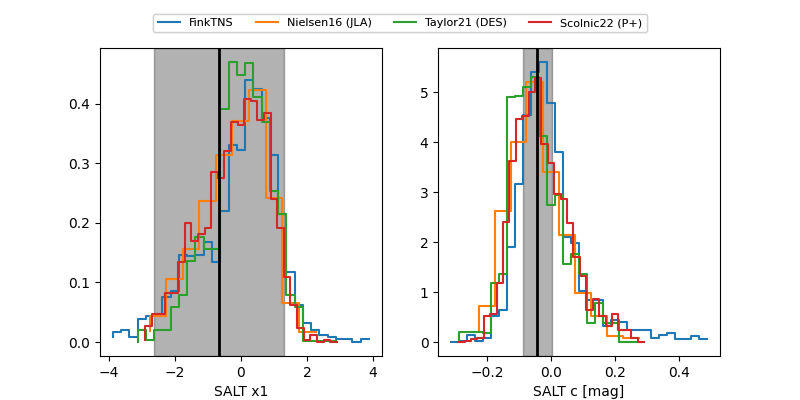 FinkTNS Nielsen16 (JLA) Taylor21 (DES) Scolnic22 (P+)
0.4
0.3
0.2
0.1
0.0
−4 −2 0 2 4
SALT x1
5
4
3
2
1
0
−0.2 0.0 0.2 0.4
SALT c [mag]